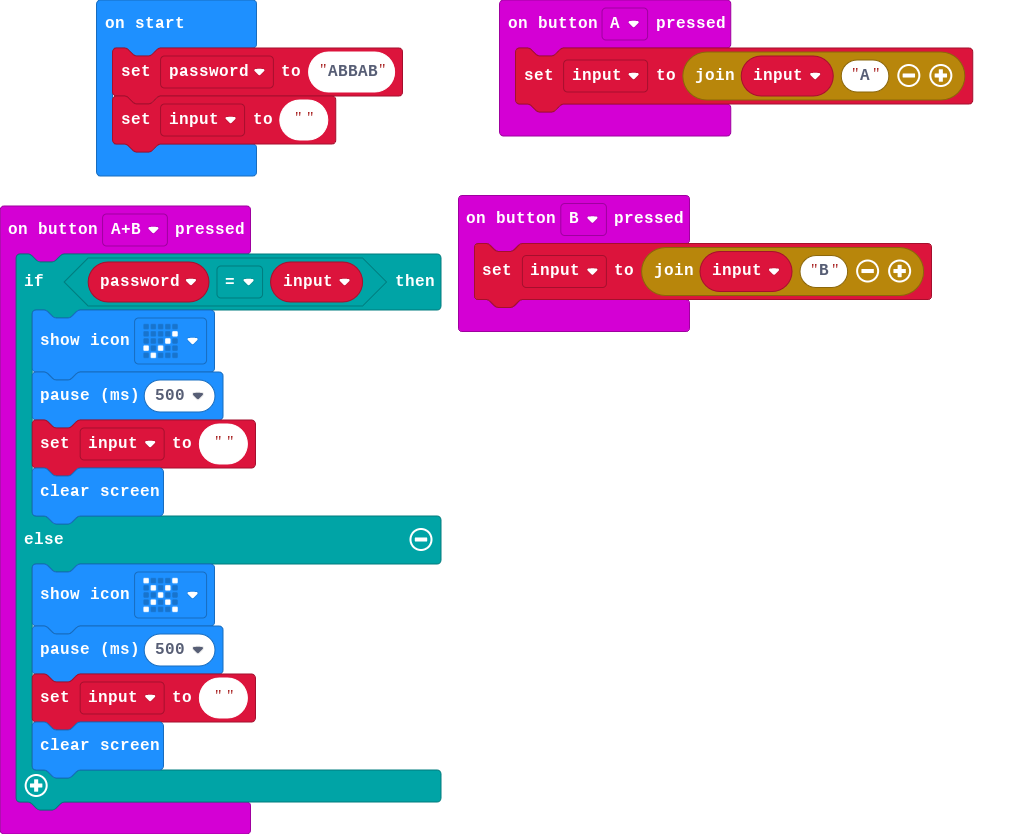 on start
set password to "ABBAB"
set input to " "
on button A pressed
set input to join input "A"
on button A+B pressed
if password = input then
show icon
pause (ms) 500
set input to " "
clear screen
else
show icon
pause (ms) 500
set input to " "
clear screen
on button B pressed
set input to join input "B"